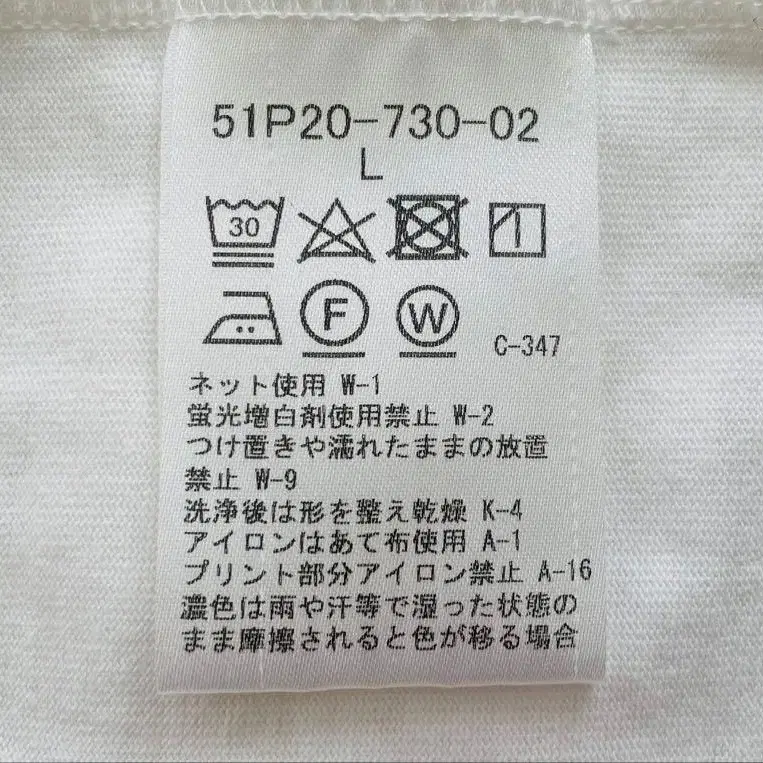 51P20-730-02
L
30
F W C-347
ネット使用 W-1
蛍光増白剤使用禁止 W-2
つけ置きや濡れたままの放置
禁止 W-9
洗浄後は形を整え乾燥 K-4
アイロンはあて布使用 A-1
プリント部分アイロン禁止 A-16
濃色は雨や汗等で湿った状態の
まま摩擦されると色が移る場合